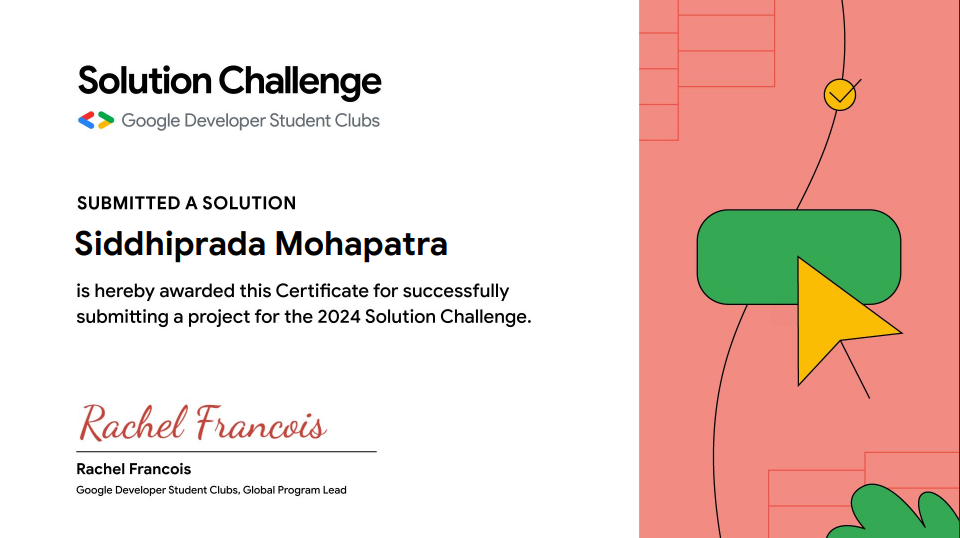 Solution Challenge
Google Developer Student Clubs
SUBMITTED A SOLUTION
Siddhiprada Mohapatra
is hereby awarded this Certificate for successfully
submitting a project for the 2024 Solution Challenge.
Rachel Francois
Rachel Francois
Google Developer Student Clubs, Global Program Lead